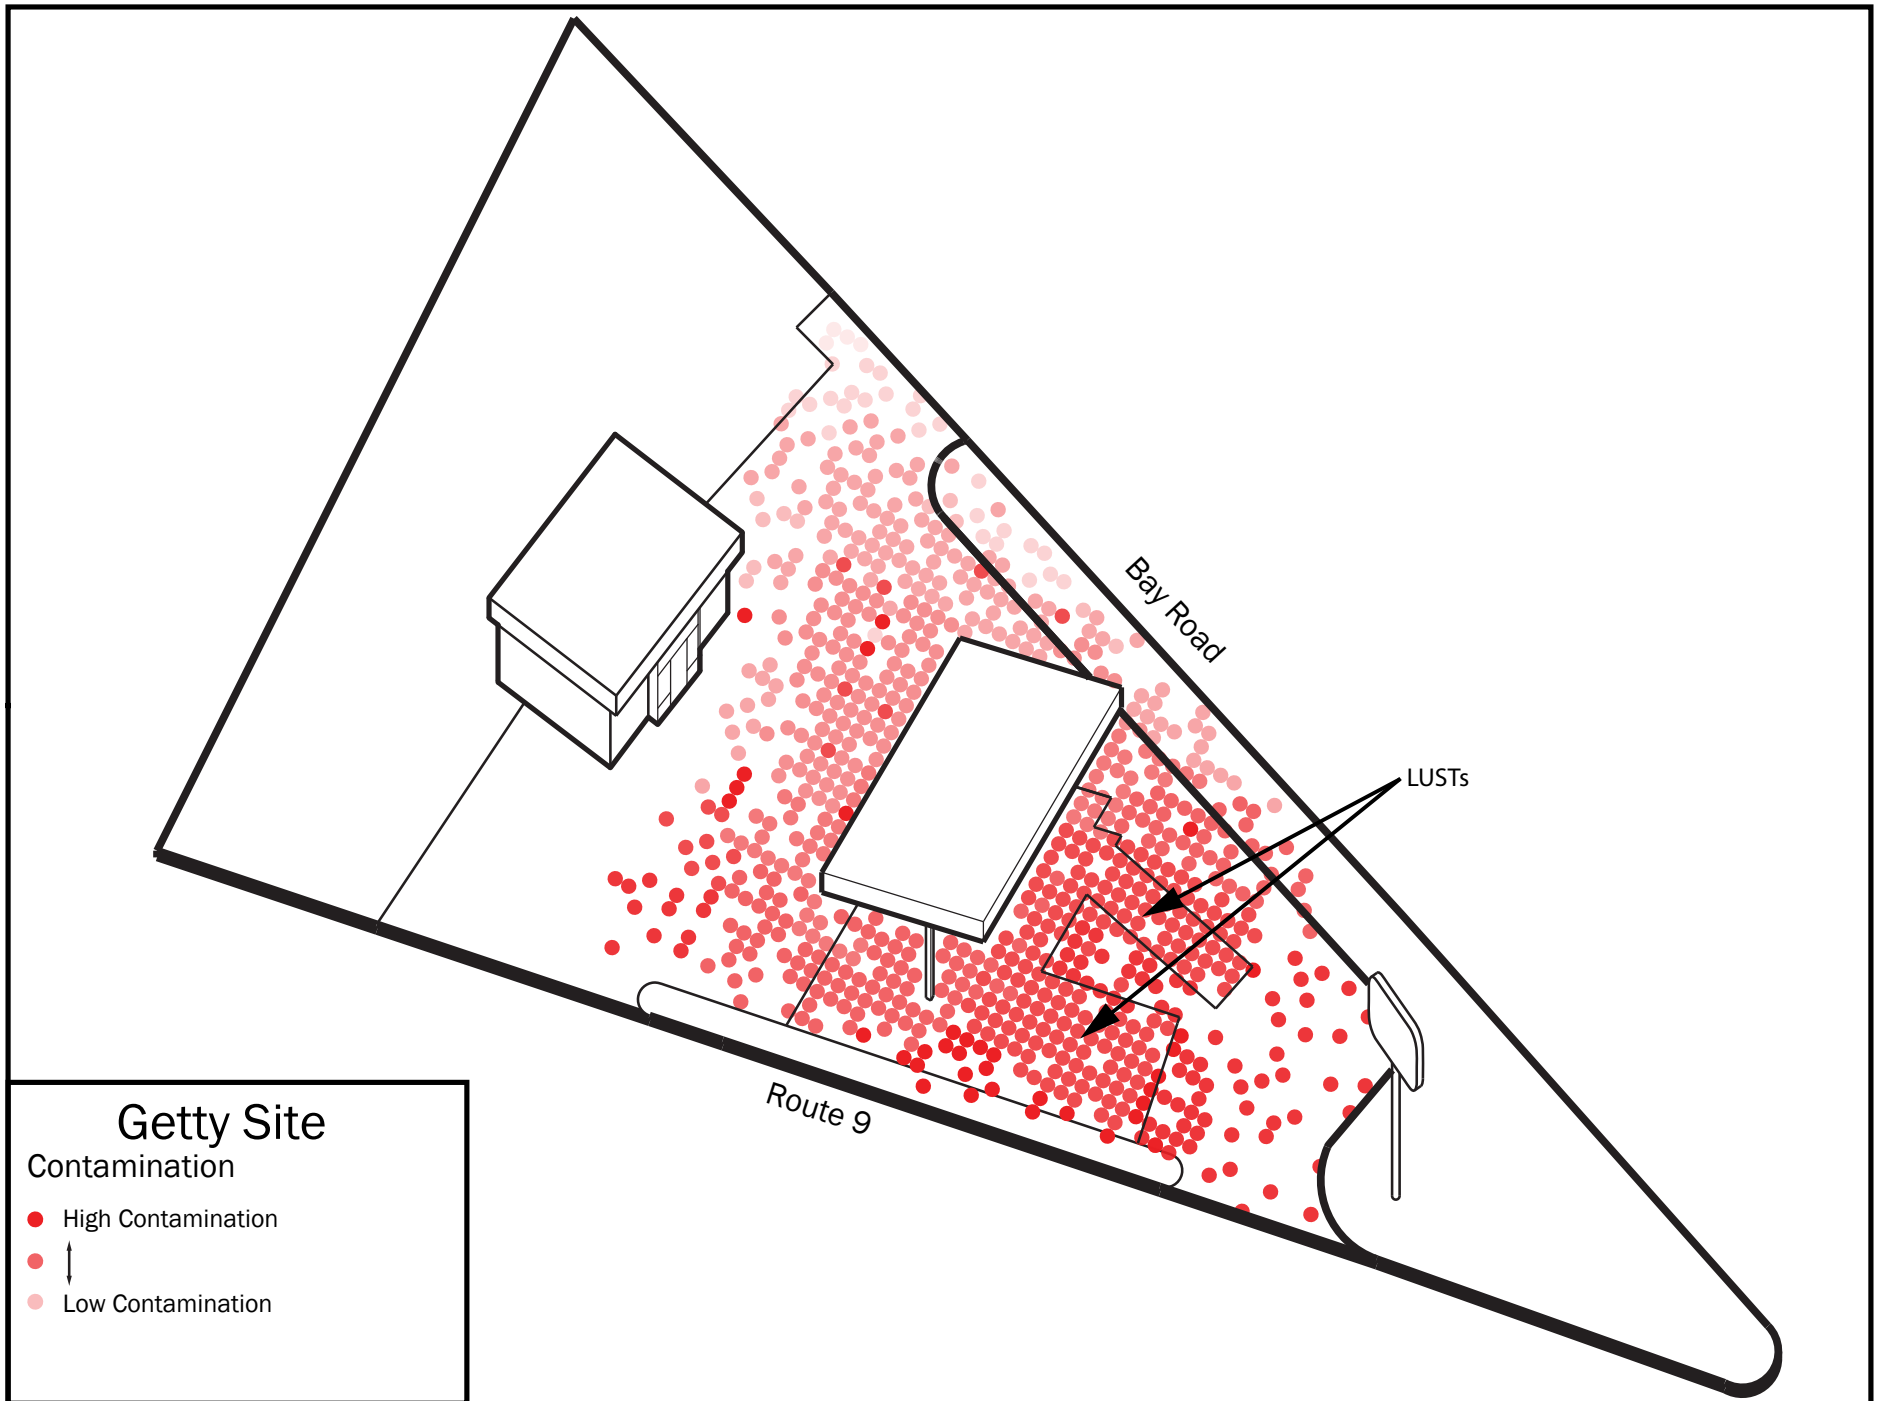 Bay Road
LUSTs
Route 9
Getty Site
Contamination
High Contamination
Low Contamination